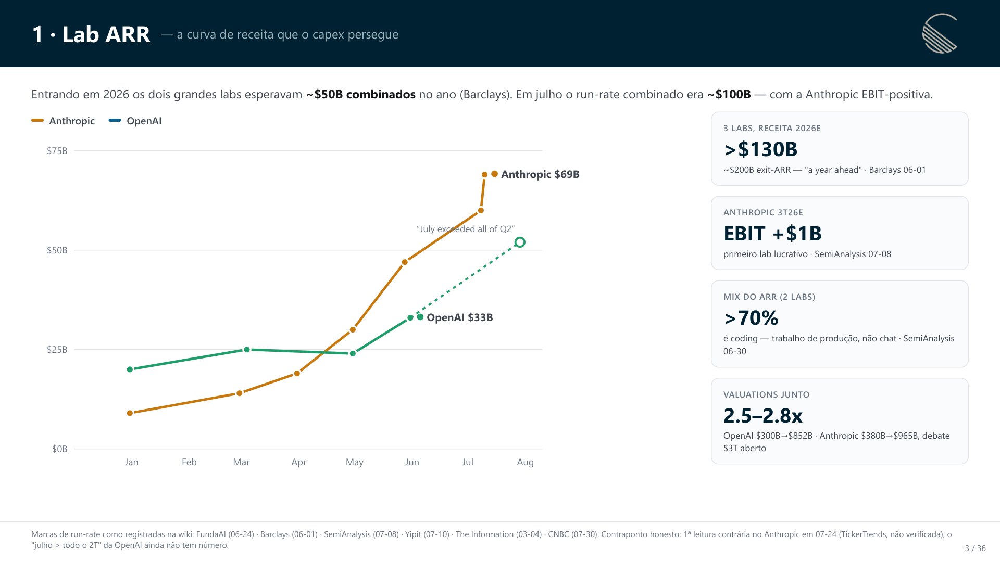 1 · Lab ARR — a curva de receita que o capex persegue
Entrando em 2026 os dois grandes labs esperavam ~$50B combinados no ano (Barclays). Em julho o run-rate combinado era ~$100B — com a Anthropic EBIT-positiva.
Anthropic OpenAI
$75B
$50B
$25B
$0B
Anthropic $69B
“July exceeded all of Q2”
OpenAI $33B
Jan Feb Mar Apr May Jun Jul Aug
3 LABS, RECEITA 2026E
>$130B
~$200B exit-ARR — "a year ahead" · Barclays 06-01
ANTHROPIC 3T26E
EBIT +$1B
primeiro lab lucrativo · SemiAnalysis 07-08
MIX DO ARR (2 LABS)
>70%
é coding — trabalho de produção, não chat · SemiAnalysis
06-30
VALUATIONS JUNTO
2.5–2.8x
OpenAI $300B→$852B · Anthropic $380B→$965B, debate
$3T aberto
Marcas de run-rate como registradas na wiki: FundaAI (06-24) · Barclays (06-01) · SemiAnalysis (07-08) · Yipit (07-10) · The Information (03-04) · CNBC (07-30). Contraponto honesto: 1ª leitura contrária no Anthropic em 07-24 (TickerTrends, não verificada); o
"julho > todo o 2T" da OpenAI ainda não tem número.
3 / 36